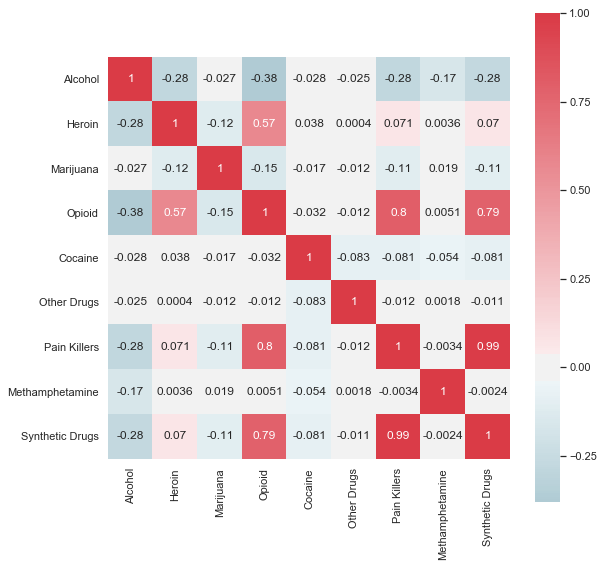 1.00
Alcohol 1 -0.28 -0.027 -0.38 -0.028 -0.025 -0.28 -0.17 -0.28
0.75
Heroin -0.28 1 -0.12 0.57 0.038 0.0004 0.071 0.0036 0.07
Marijuana -0.027 -0.12 1 -0.15 -0.017 -0.012 -0.11 0.019 -0.11
0.50
Opioid -0.38 0.57 -0.15 1 -0.032 -0.012 0.8 0.0051 0.79
Cocaine -0.028 0.038 -0.017 -0.032 1 -0.083 -0.081 -0.054 -0.081
0.25
Other Drugs -0.025 0.0004 -0.012 -0.012 -0.083 1 -0.012 0.0018 -0.011
Pain Killers -0.28 0.071 -0.11 0.8 -0.081 -0.012 1 -0.0034 0.99
0.00
Methamphetamine -0.17 0.0036 0.019 0.0051 -0.054 0.0018 -0.0034 1 -0.0024
Synthetic Drugs -0.28 0.07 -0.11 0.79 -0.081 -0.011 0.99 -0.0024 1
-0.25
Alcohol
Heroin
Marijuana
Opioid
Cocaine
Other Drugs
Pain Killers
Methamphetamine
Synthetic Drugs